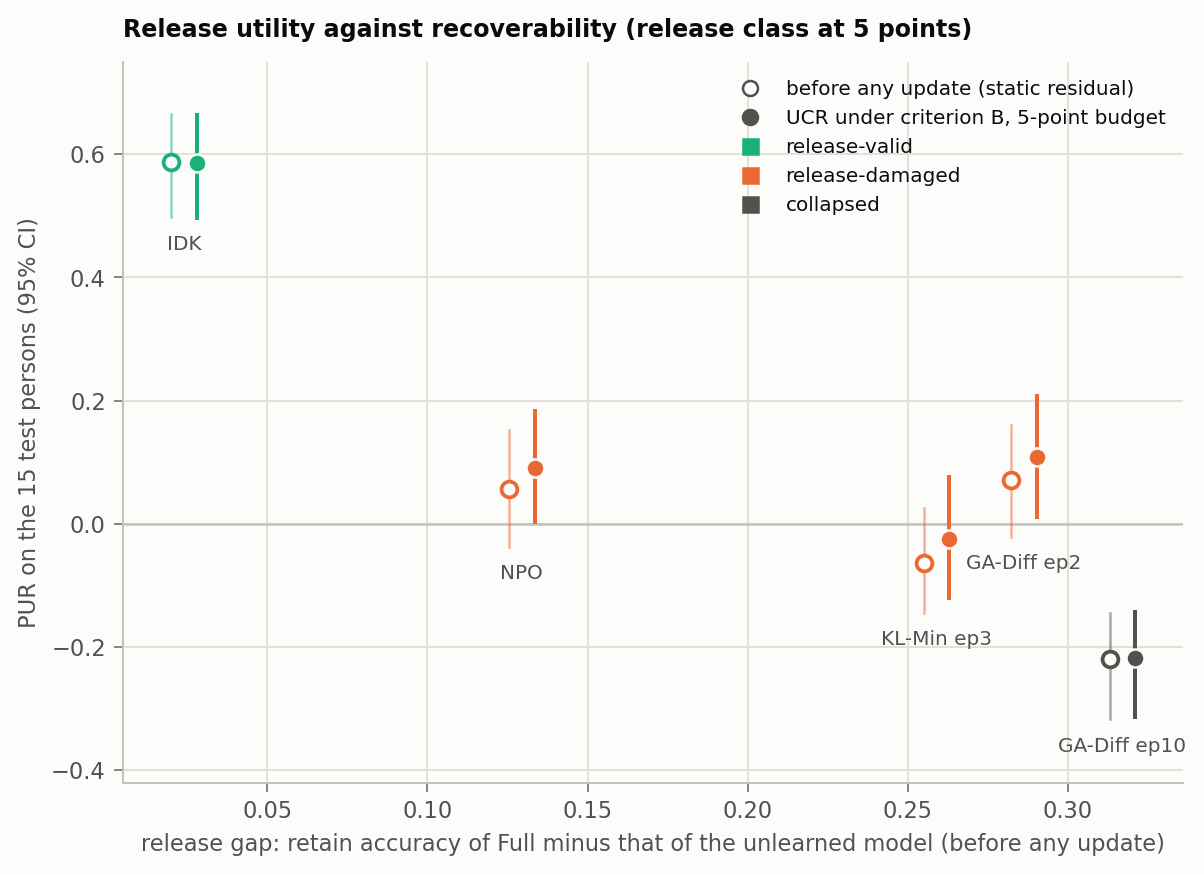 Release utility against recoverability (release class at 5 points)
before any update (static residual)
UCR under criterion B, 5-point budget
release-valid
release-damaged
collapsed
PUR on the 15 test persons (95% CI)
0.6
0.4
0.2
0.0
−0.2
−0.4
IDK
NPO
GA-Diff ep2
KL-Min ep3
GA-Diff ep10
0.05 0.10 0.15 0.20 0.25 0.30
release gap: retain accuracy of Full minus that of the unlearned model (before any update)